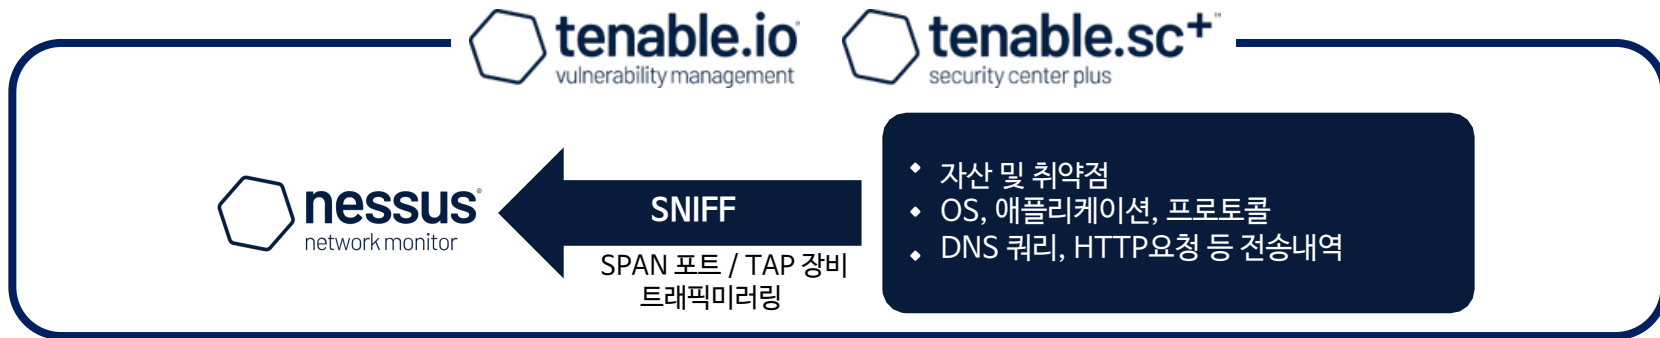 tenable.io®
vulnerability management
tenable.sc+™
security center plus
nessus®
network monitor
SNIFF
SPAN 포트 / TAP 장비
트래픽미러링
자산 및 취약점
OS, 애플리케이션, 프로토콜
DNS 쿼리, HTTP요청 등 전송내역